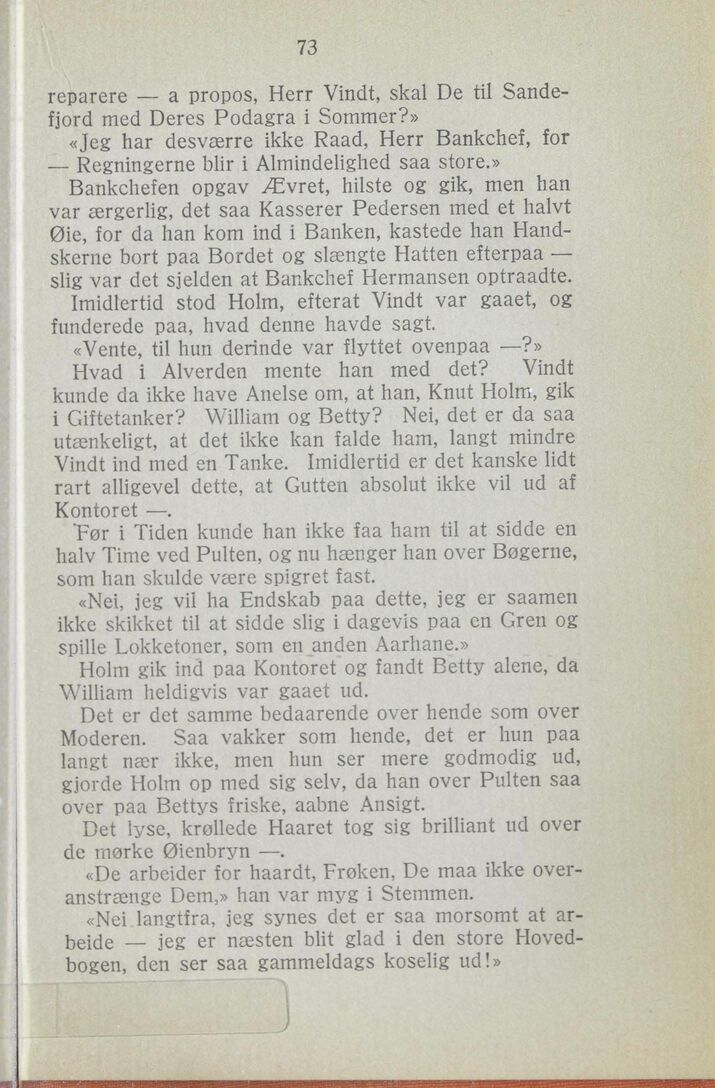 73
reparere — a propos, Herr Vindt, skal De til Sande-
fjord med Deres Podagra i Sommer?»
«Jeg har desværre ikke Raad, Herr Bankchef, for
— Regningerne blir i Almindelighed saa store.»
Bankchefen opgav Ævret, hilste og gik, men han
var ærgerlig, det saa Kasserer Pedersen med et halvt
Øie, for da han kom ind i Banken, kastede han Hand-
skerne bort paa Bordet og slængte Hatten efterpaa —
slig var det sjelden at Bankchef Hermansen optraadte.
Imidlertid stod Holm, efterat Vindt var gaaet, og
funderede paa, hvad denne havde sagt.
«Vente, til hun derinde var flyttet ovenpaa —?»
Hvad i Alverden mente han med det? Vindt
kunde da ikke have Anelse om, at han, Knut Holm, gik
i Giftetanker? William og Betty? Nei, det er da saa
utænkeligt, at det ikke kan falde ham, langt mindre
Vindt ind med en Tanke. Imidlertid er det kanske lidt
rart alligevel dette, at Gutten absolut ikke vil ud af
Kontoret —.
Før i Tiden kunde han ikke faa ham til at sidde en
halv Time ved Pulten, og nu hænger han over Bøgerne,
som han skulde være spigret fast.
«Nei, jeg vil ha Endskab paa dette, jeg er saamen
ikke skikket til at sidde slig i dagevis paa en Gren og
spille Lokketoner, som en anden Aarhane.»
Holm gik ind paa Kontoret og fandt Betty alene, da
William heldigvis var gaaet ud.
Det er det samme bedaarende over hende som over
Moderen. Saa vakker som hende, det er hun paa
langt nær ikke, men hun ser mere godmodig ud,
gjorde Holm op med sig selv, da han over Pulten saa
over paa Bettys friske, aabne Ansigt.
Det lyse, krøllede Haaret tog sig brilliant ud over
de mørke Øienbryn —.
«De arbeider for haardt, Frøken, De maa ikke over-
anstrænge Dem,» han var myg i Stemmen.
«Nei langtfra, jeg synes det er saa morsomt at ar-
beide — jeg er næsten blit glad i den store Hoved-
bogen, den ser saa gammeldags koselig ud!»